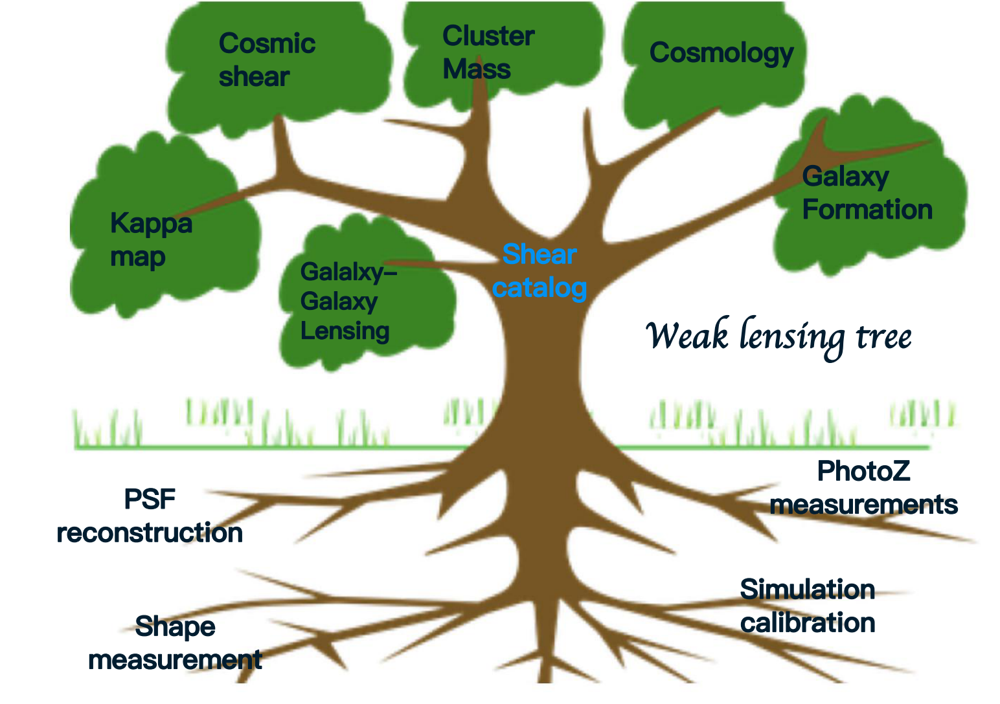 Cosmic
shear
Cluster
Mass
Cosmology
Galaxy
Formation
Kappa
map
Galalxy–
Galaxy
Lensing
Shear
catalog
Weak lensing tree
PSF
reconstruction
PhotoZ
measurements
Shape
measurement
Simulation
calibration